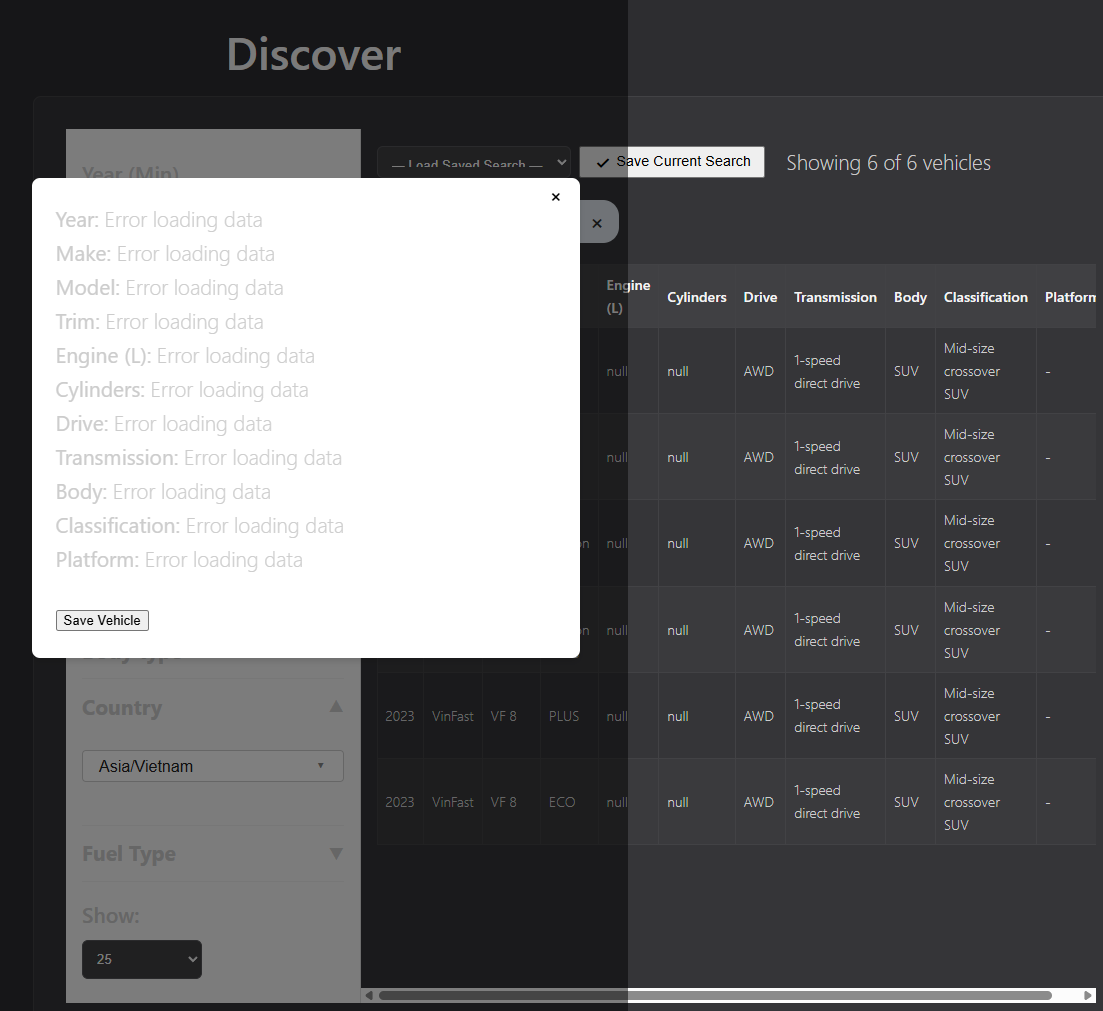 Discover
Year (Min)
— Load Saved Search —
Save Current Search
Showing 6 of 6 vehicles
Year: Error loading data
Make: Error loading data
Model: Error loading data
Trim: Error loading data
Engine (L): Error loading data
Cylinders: Error loading data
Drive: Error loading data
Transmission: Error loading data
Body: Error loading data
Classification: Error loading data
Platform: Error loading data
Save Vehicle
Engine (L) Cylinders Drive Transmission Body Classification Platform
null null AWD 1-speed direct drive SUV Mid-size crossover SUV -
null null AWD 1-speed direct drive SUV Mid-size crossover SUV -
on null null AWD 1-speed direct drive SUV Mid-size crossover SUV -
on null null AWD 1-speed direct drive SUV Mid-size crossover SUV -
2023 VinFast VF 8 PLUS null null AWD 1-speed direct drive SUV Mid-size crossover SUV -
2023 VinFast VF 8 ECO null null AWD 1-speed direct drive SUV Mid-size crossover SUV -
Body Type
Country
Asia/Vietnam
Fuel Type
Show:
25